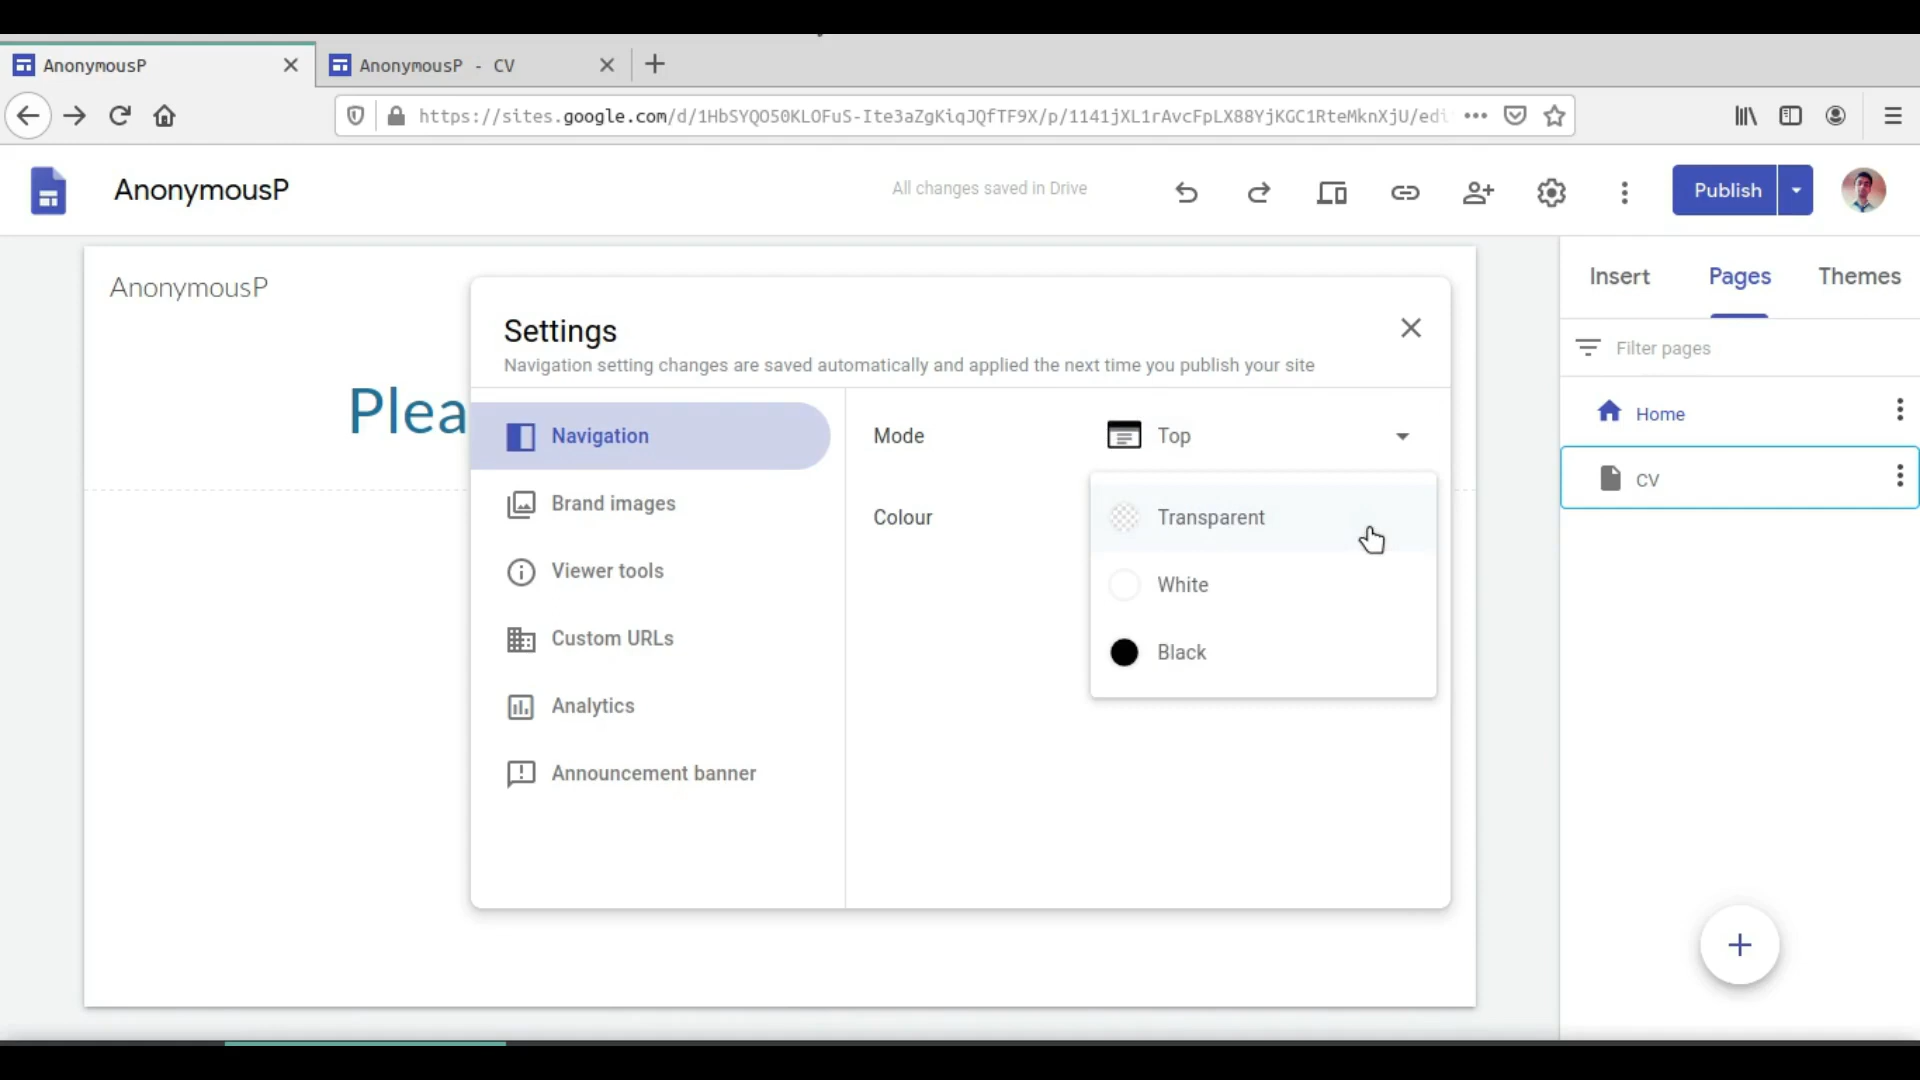 AnonymousP
AnonymousP - CV
https://sites.google.com/d/1HbSYQO50KLOFuS-Ite3aZgKiqJQfTF9X/p/1141jXL1rAvcFpLX88YjKGC1RteMknXjU/edi
AnonymousP
All changes saved in Drive
Publish
Insert
Pages
Themes
AnonymousP
Plea
Settings
Navigation setting changes are saved automatically and applied the next time you publish your site
Navigation
Brand images
Viewer tools
Custom URLs
Analytics
Announcement banner
Mode
Top
Colour
Transparent
White
Black
Filter pages
Home
CV